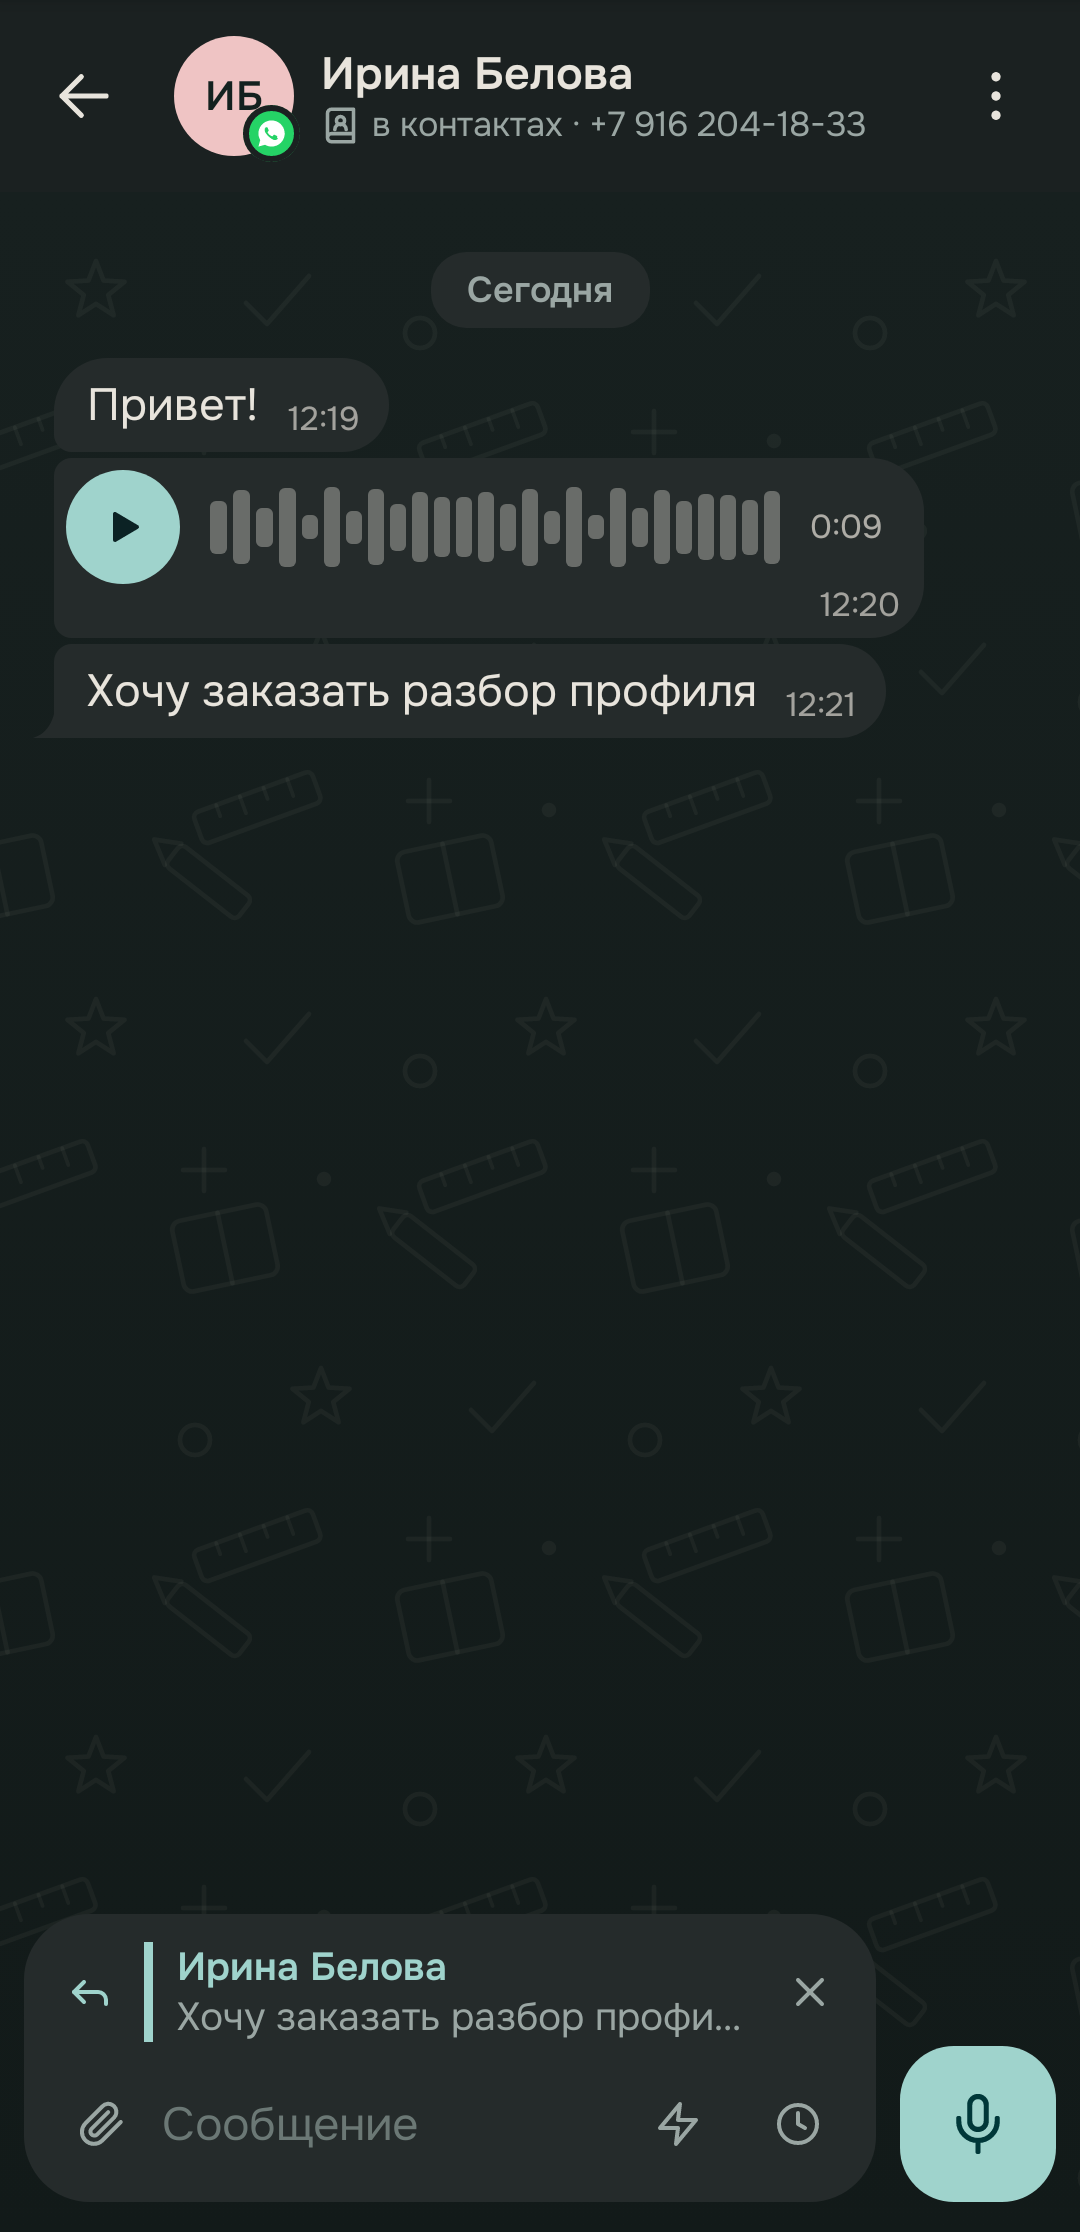 ИБ
Ирина Белова
в контактах · +7 916 204-18-33
Сегодня
Привет! 12:19
0:09
12:20
Хочу заказать разбор профиля 12:21
Ирина Белова
Хочу заказать разбор профи...
Сообщение